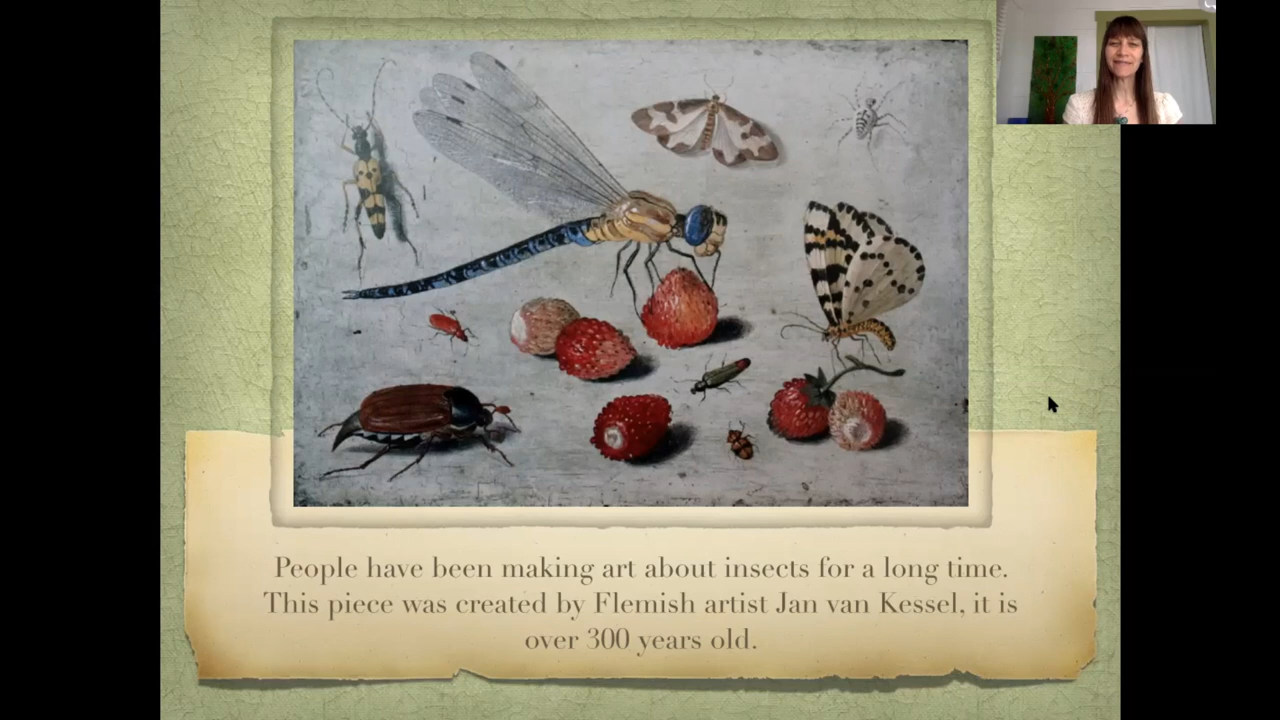 People have been making art about insects for a long time.
This piece was created by Flemish artist Jan van Kessel, it is
over 300 years old.